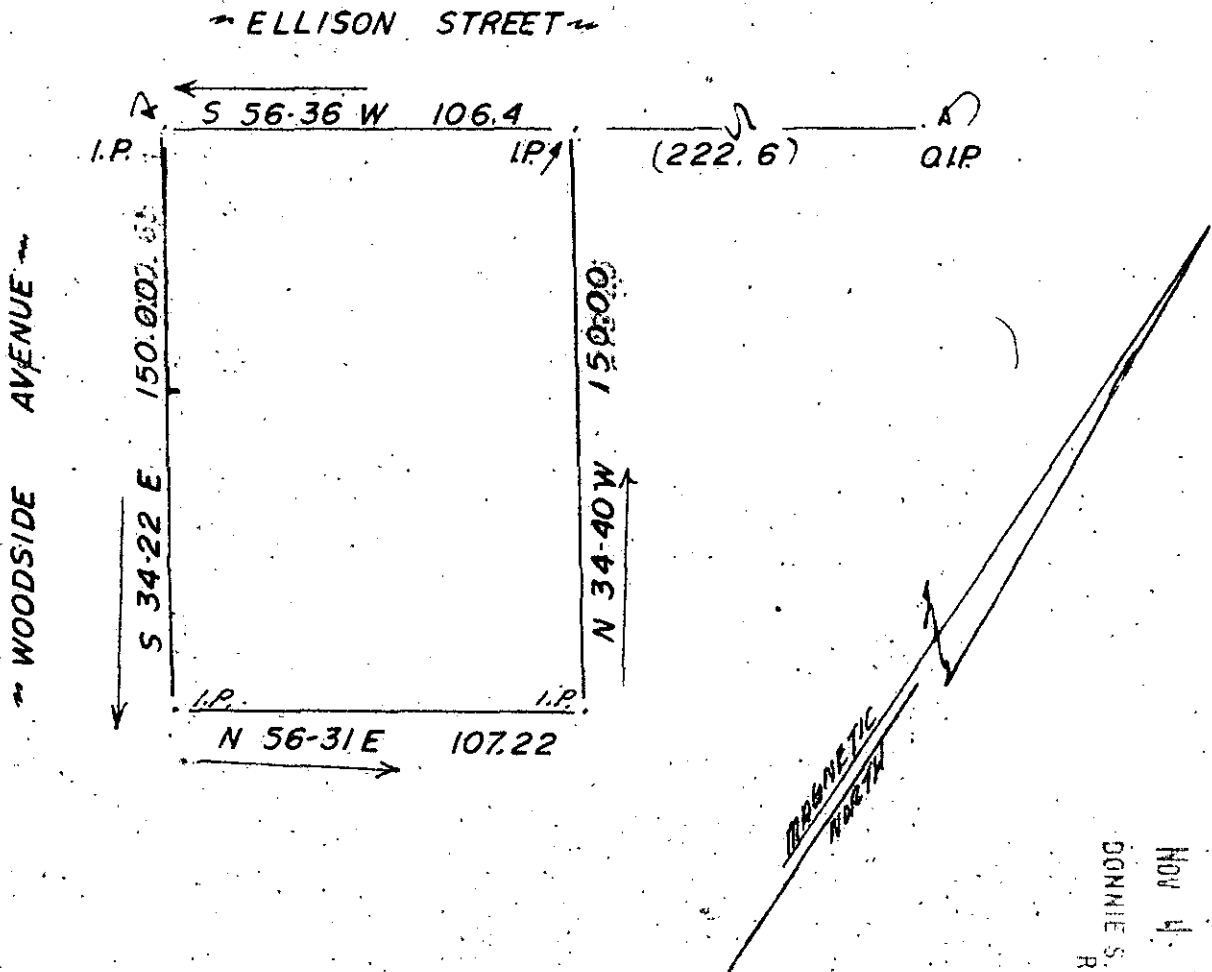 ~ ELLISON STREET ~
S 56-36 W 106.4
I.P.
I.P.
(222.6)
O.I.P.
~ WOODSIDE AVENUE ~
S 34-22 E 150.00
N 34-40 W 150.00
I.P.
I.P.
N 56-31 E 107.22
MAGNETIC
NORTH
NOV 4
DONNIE S.
R